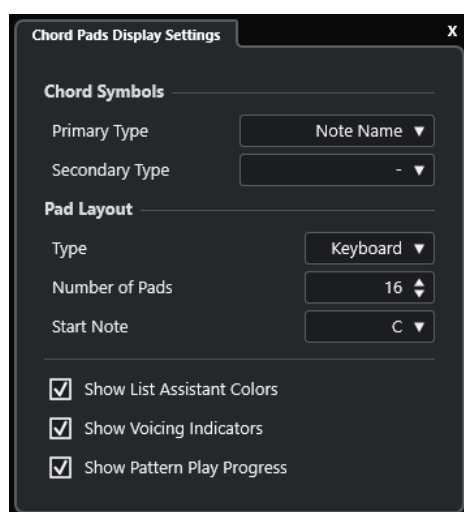 Chord Pads Display Settings X
Chord Symbols
Primary Type Note Name
Secondary Type -
Pad Layout
Type Keyboard
Number of Pads 16
Start Note C
Show List Assistant Colors
Show Voicing Indicators
Show Pattern Play Progress